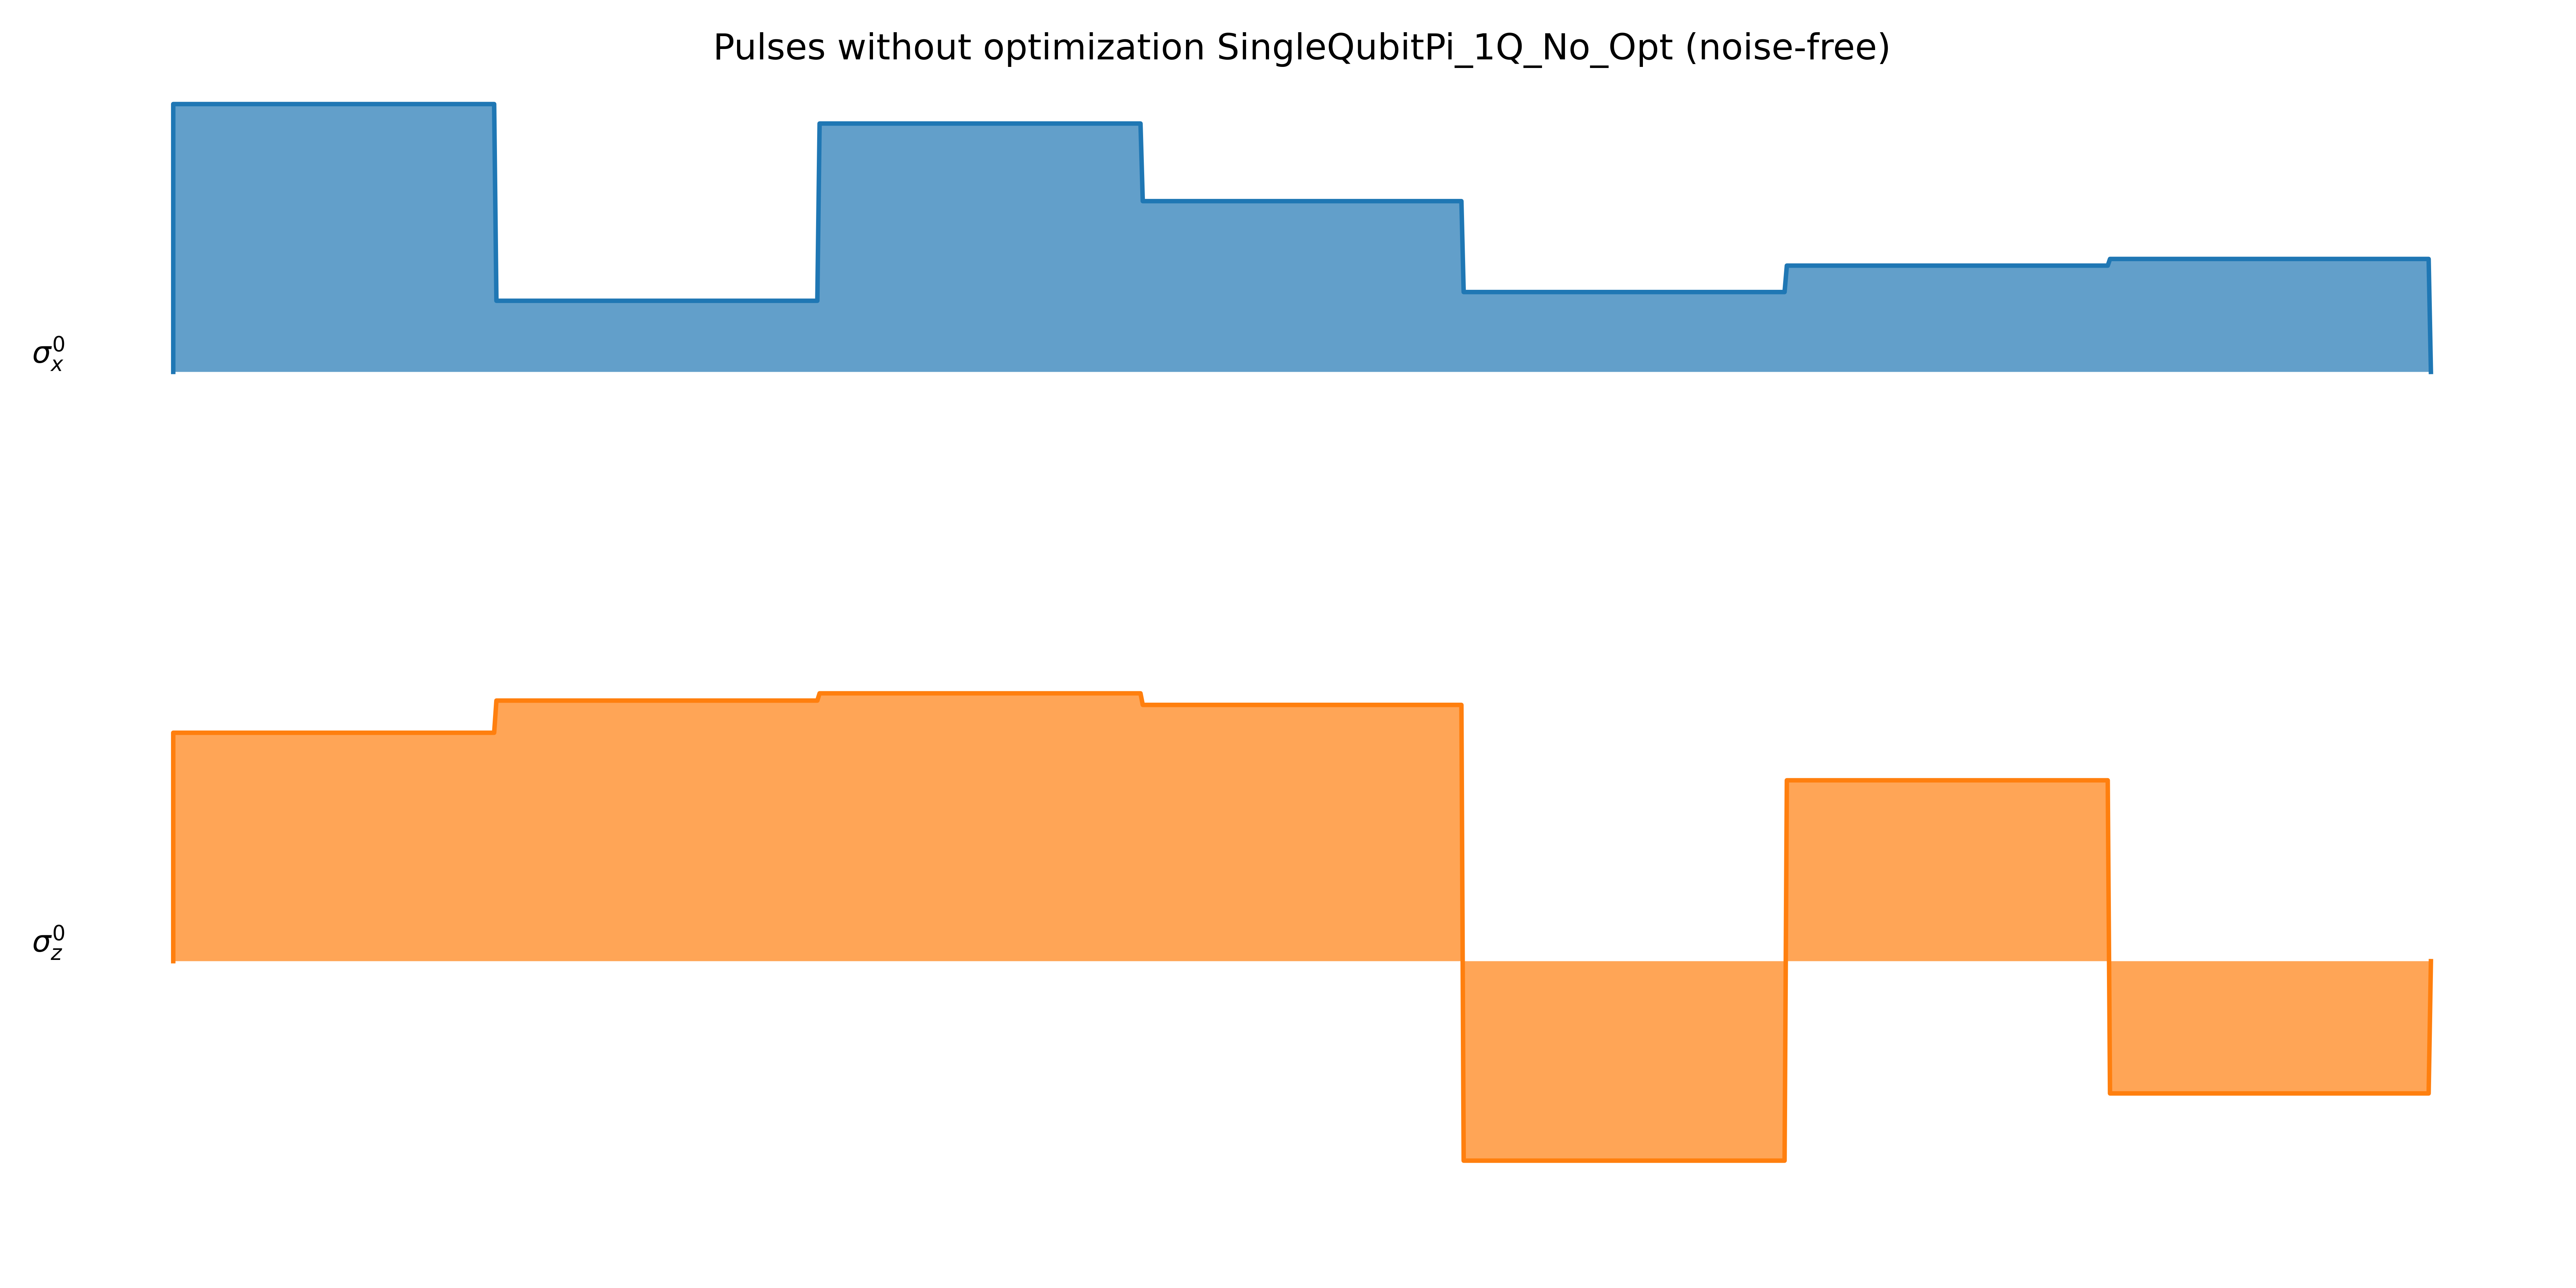 Pulses without optimization SingleQubitPi_1Q_No_Opt (noise-free)
σ_x^0
σ_z^0